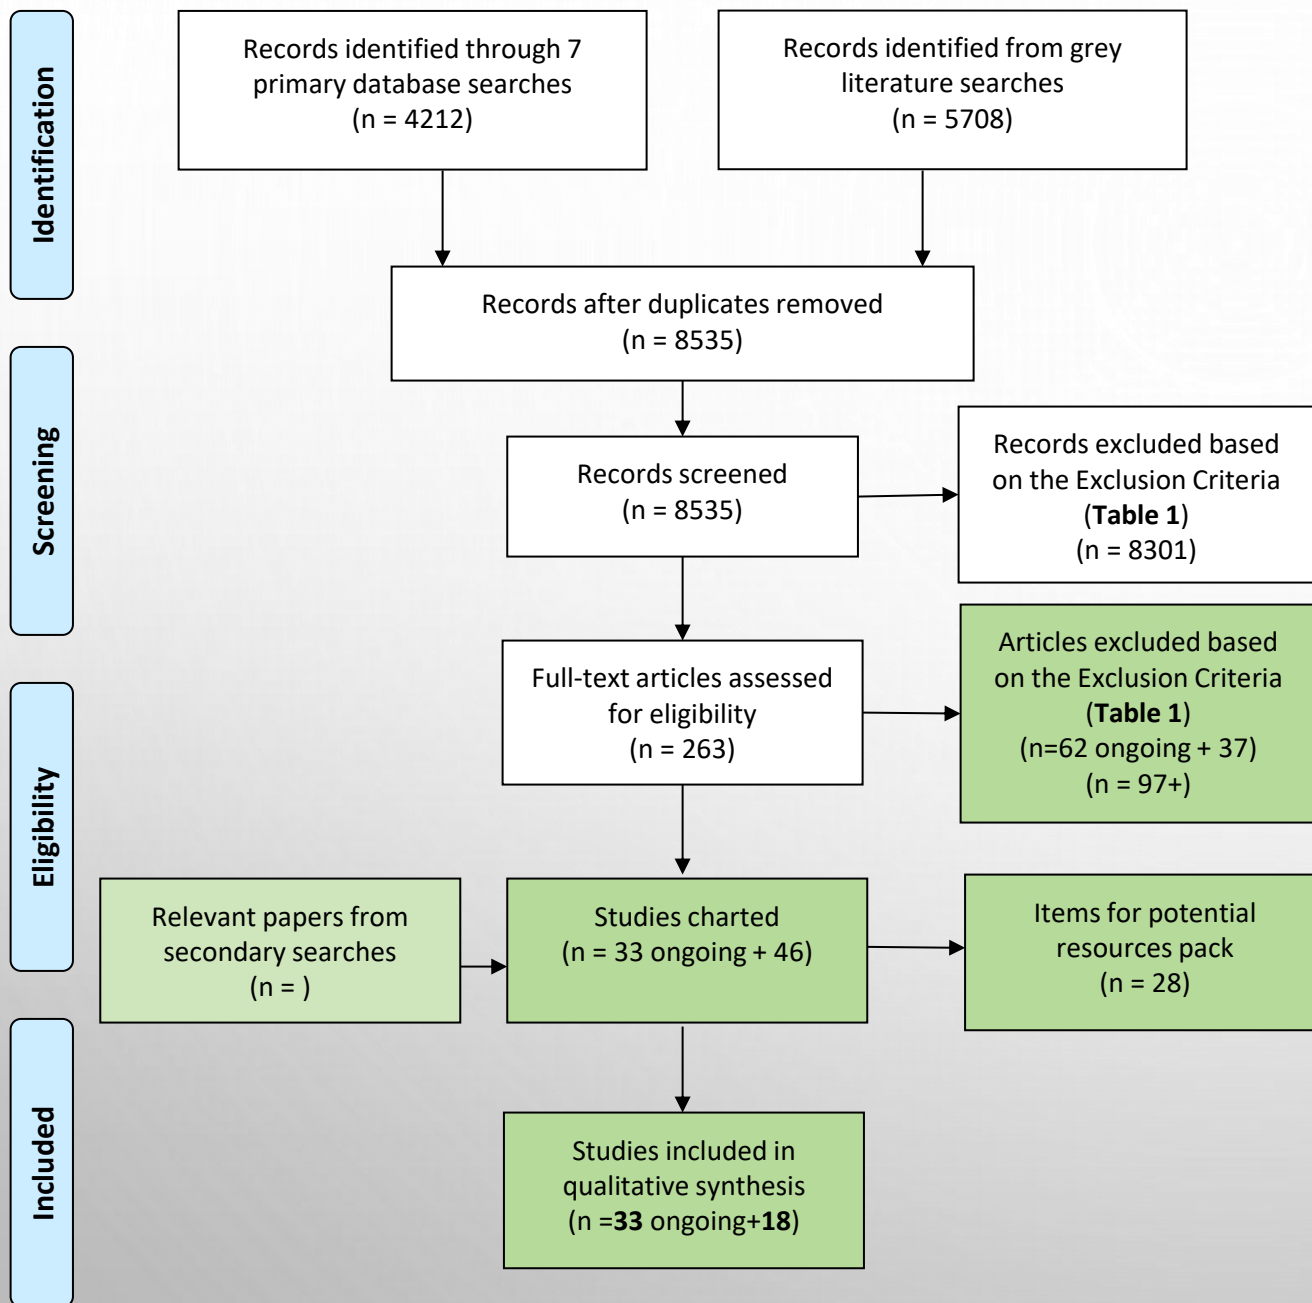 Identification
Records identified through 7
primary database searches
(n = 4212)
Records identified from grey
literature searches
(n = 5708)
Records after duplicates removed
(n = 8535)
Screening
Records screened
(n = 8535)
Records excluded based
on the Exclusion Criteria
(Table 1)
(n = 8301)
Eligibility
Full-text articles assessed
for eligibility
(n = 263)
Articles excluded based
on the Exclusion Criteria
(Table 1)
(n=62 ongoing + 37)
(n = 97+)
Relevant papers from
secondary searches
(n = )
Studies charted
(n = 33 ongoing + 46)
Items for potential
resources pack
(n = 28)
Included
Studies included in
qualitative synthesis
(n =33 ongoing+18)